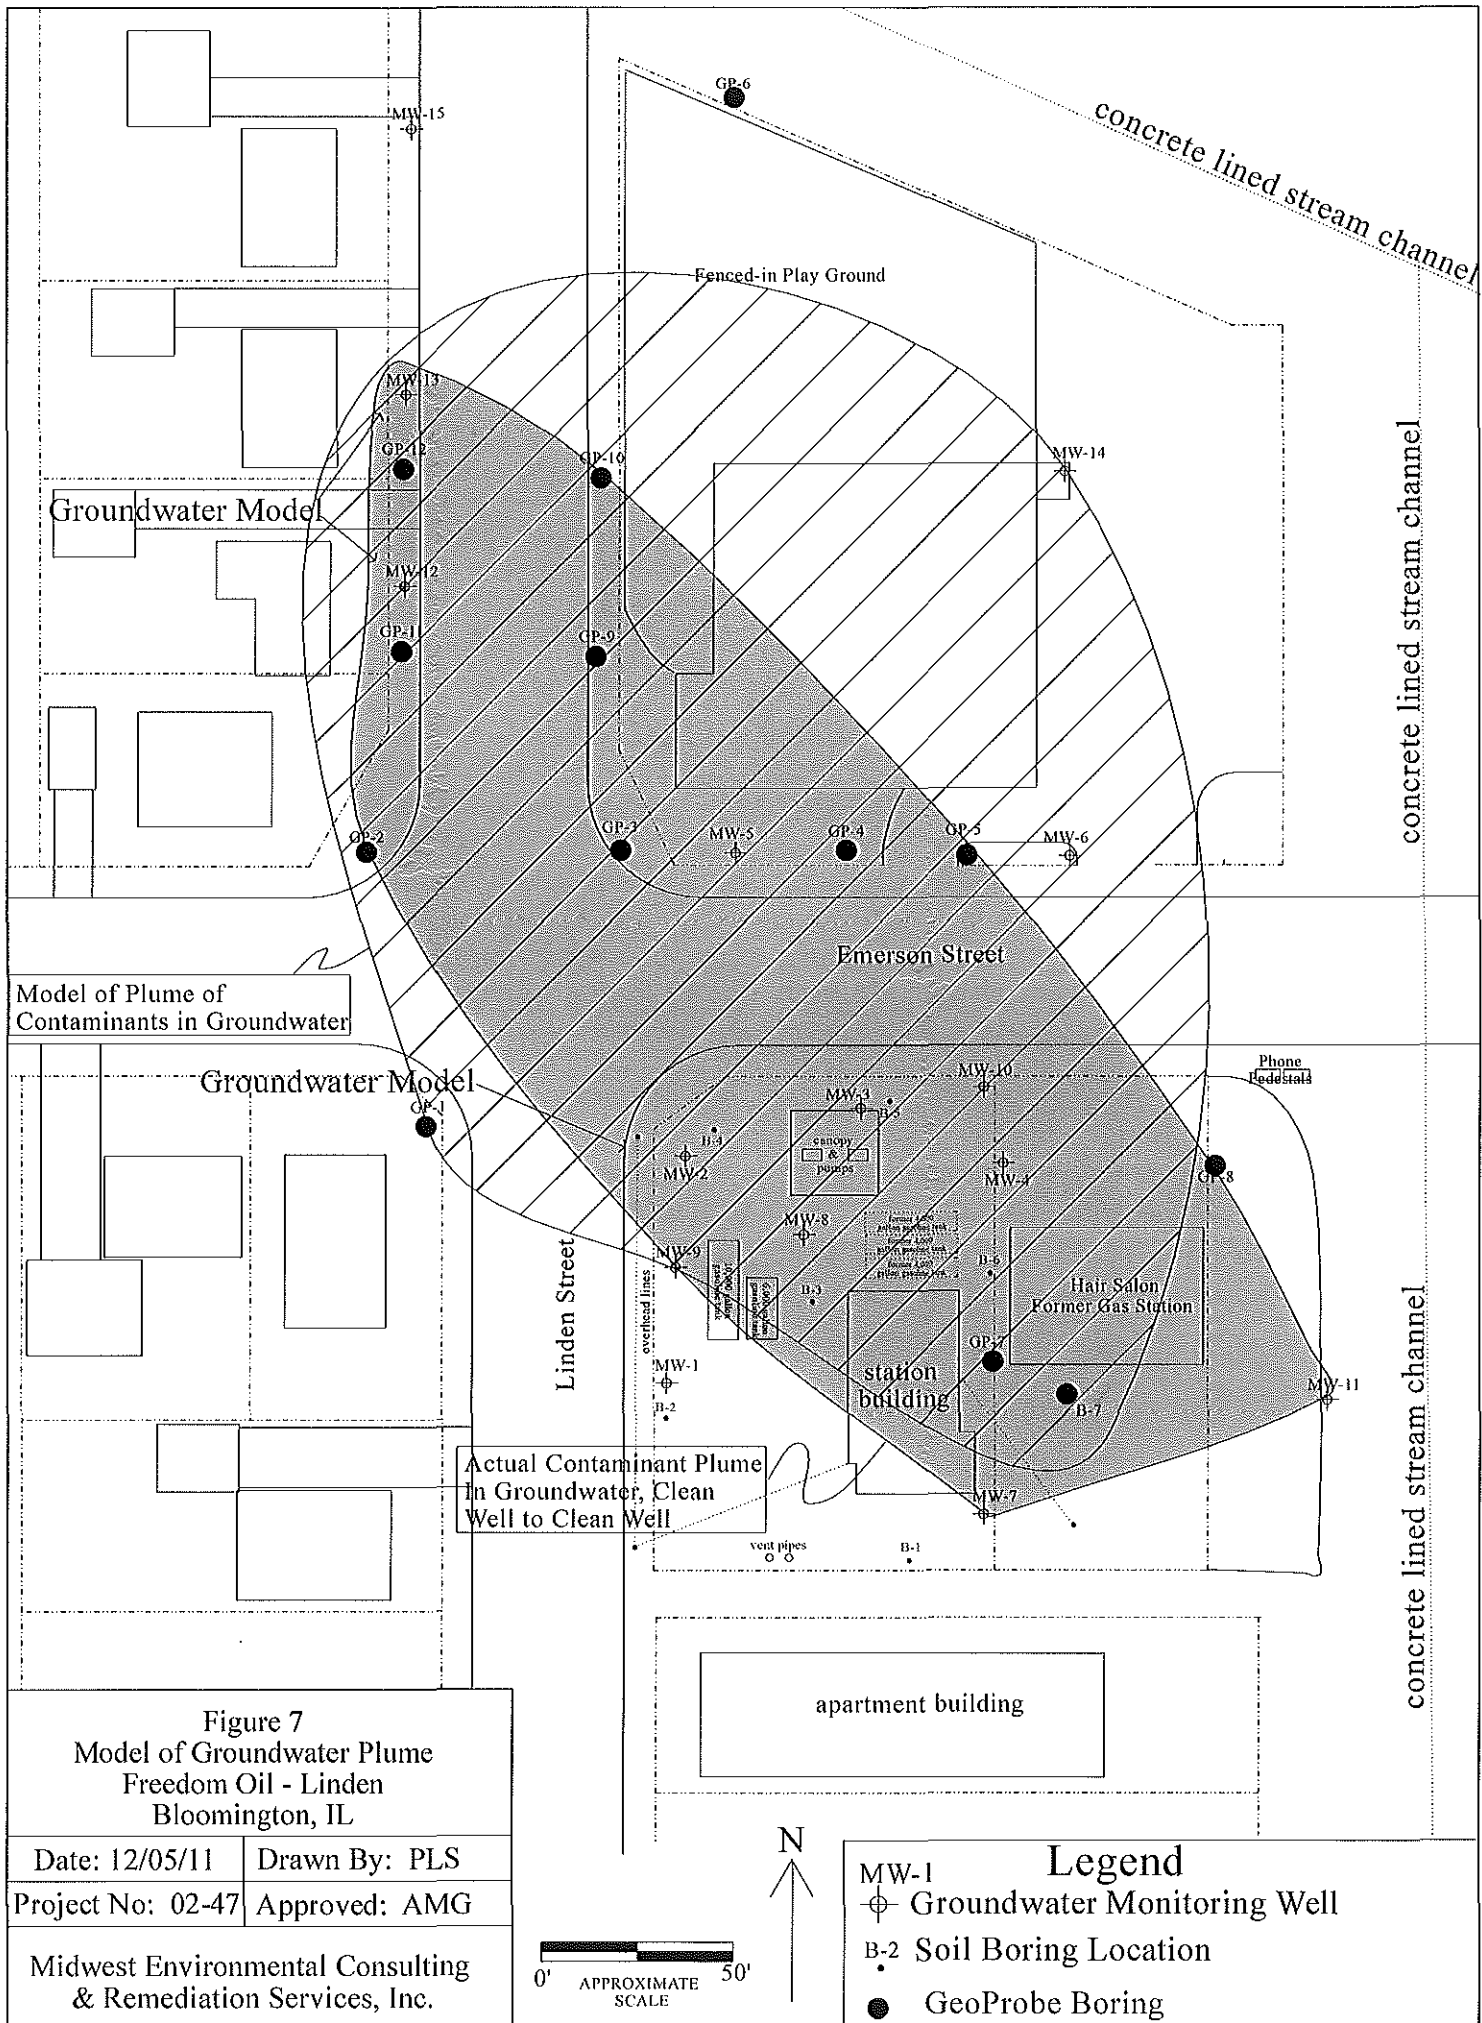 GP-6
concrete lined stream channel
MW-15
Fenced-in Play Ground
MW-13
GP-12
GP-10
MW-14
Groundwater Model
MW-12
GP-11
GP-9
concrete lined stream channel
GP-2
GP-3
MW-5
GP-4
GP-5
MW-6
Emerson Street
Model of Plume of
Contaminants in Groundwater
Groundwater Model
GP-1
Phone
Pedestals
MW-10
MW-3
B-5
B-4
canopy
&
pumps
MW-2
MW-4
GP-8
MW-8
MW-9
B-6
B-3
Hair Salon
Former Gas Station
Linden Street
overhead lines
GP-7
MW-1
station
building
B-7
MW-11
B-2
concrete lined stream channel
Actual Contaminant Plume
In Groundwater, Clean
Well to Clean Well
MW-7
vent pipes
B-1
apartment building
Figure 7
Model of Groundwater Plume
Freedom Oil - Linden
Bloomington, IL
Date: 12/05/11
Drawn By: PLS
Project No: 02-47
Approved: AMG
Midwest Environmental Consulting
& Remediation Services, Inc.
0'
50'
APPROXIMATE
SCALE
N
Legend
MW-1
Groundwater Monitoring Well
B-2 Soil Boring Location
GeoProbe Boring